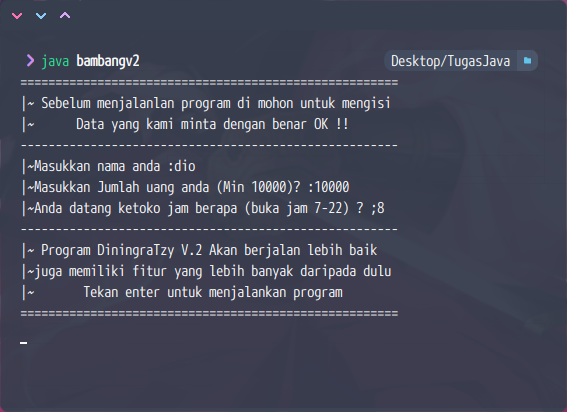 ❯ java bambangv2 Desktop/TugasJava
======================================================
|~ Sebelum menjalanlan program di mohon untuk mengisi
|~ Data yang kami minta dengan benar OK !!
------------------------------------------------------
|~Masukkan nama anda :dio
|~Masukkan Jumlah uang anda (Min 10000)? :10000
|~Anda datang ketoko jam berapa (buka jam 7-22) ? ;8
------------------------------------------------------
|~ Program DiningraTzy V.2 Akan berjalan lebih baik
|~juga memiliki fitur yang lebih banyak daripada dulu
|~ Tekan enter untuk menjalankan program
======================================================